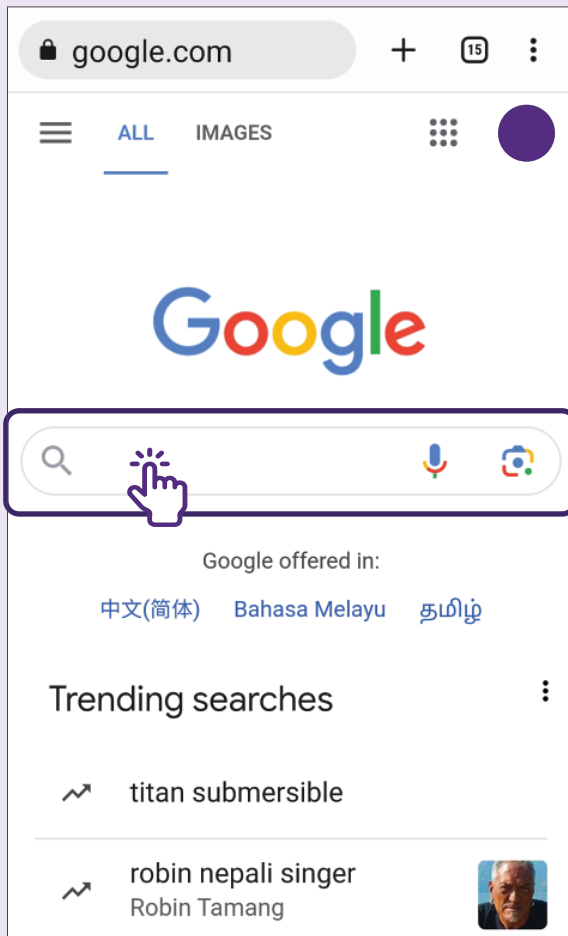 google.com
15
ALL IMAGES
Google
Google offered in:
中文(简体) Bahasa Melayu தமிழ்
Trending searches
titan submersible
robin nepali singer
Robin Tamang